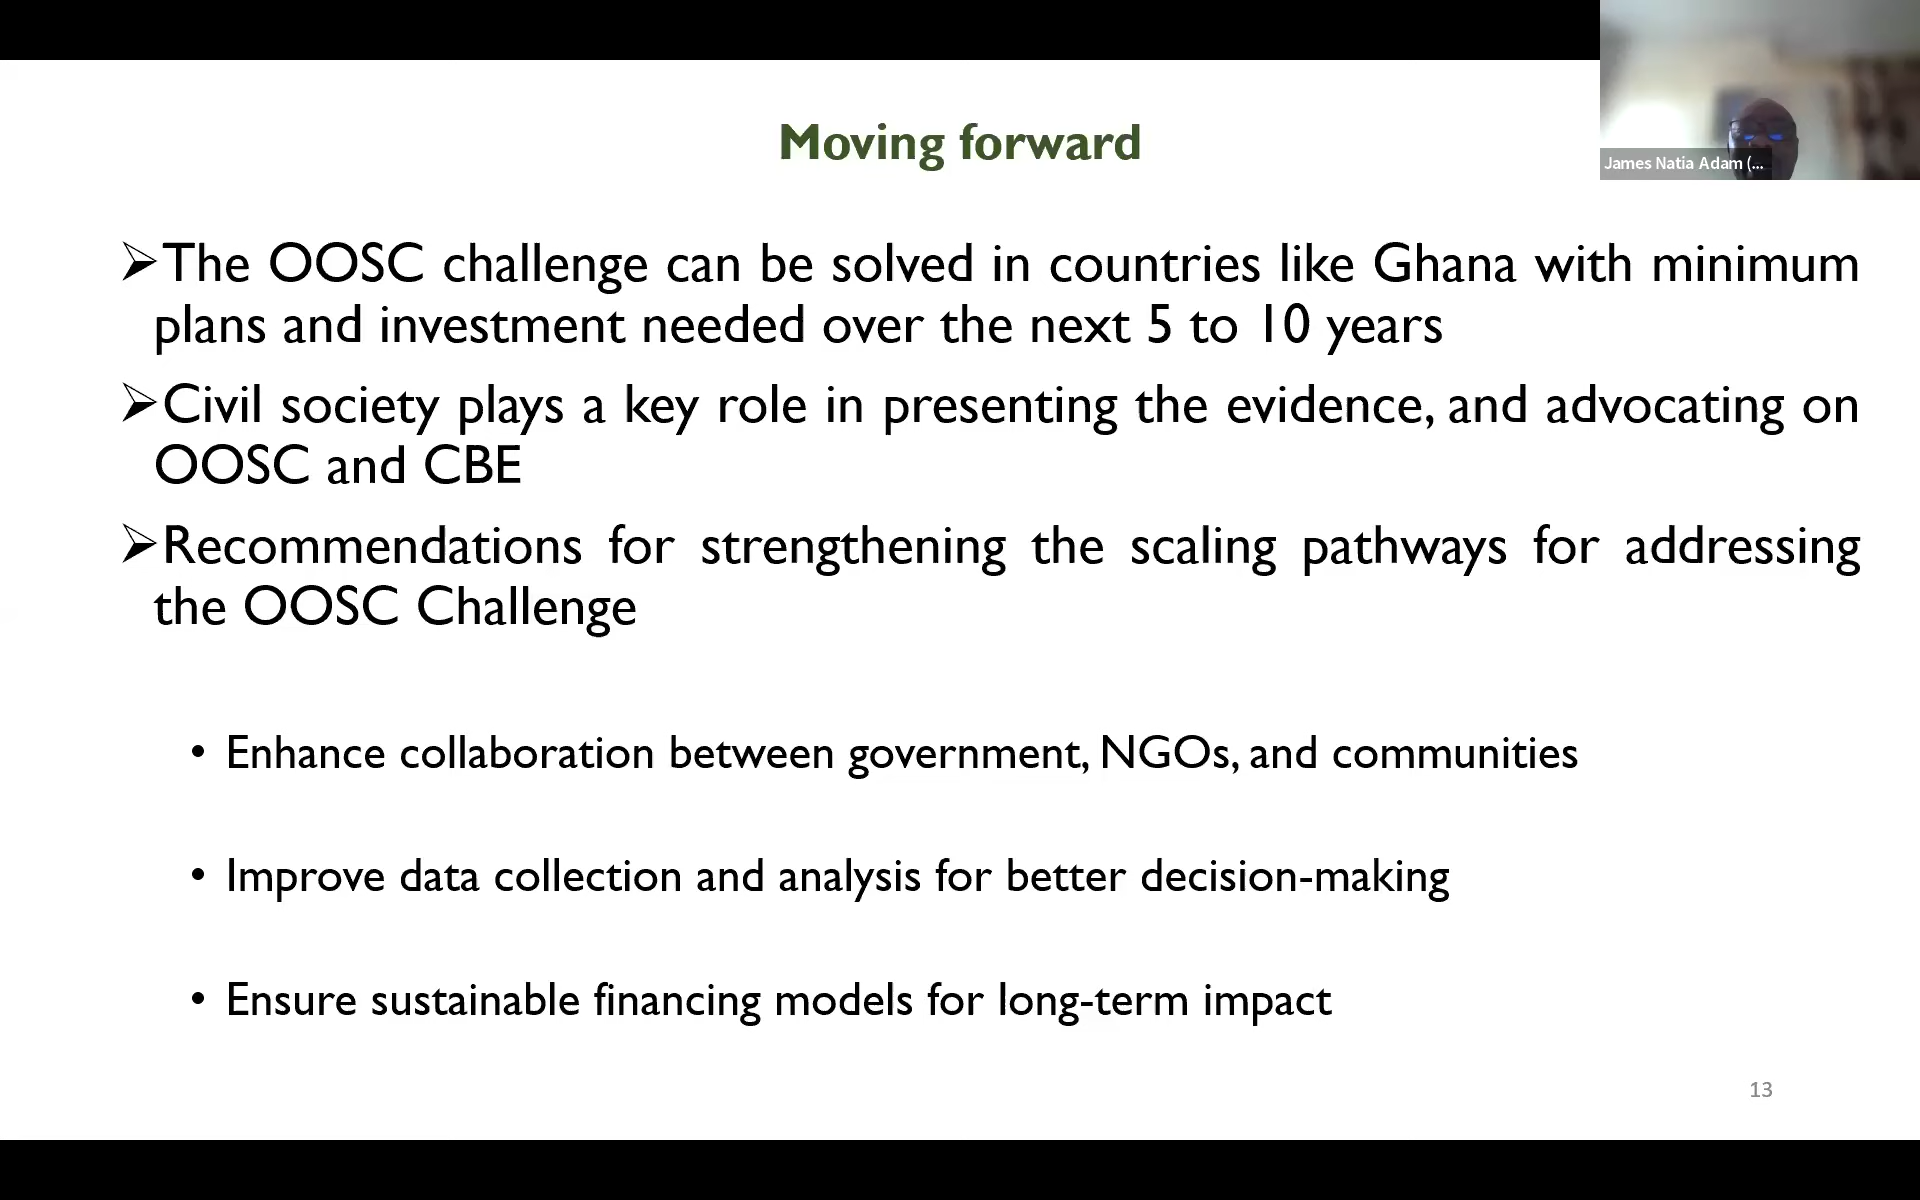 Moving forward
James Natia Adam (...
➢The OOSC challenge can be solved in countries like Ghana with minimum
plans and investment needed over the next 5 to 10 years
➢Civil society plays a key role in presenting the evidence, and advocating on
OOSC and CBE
➢Recommendations for strengthening the scaling pathways for addressing
the OOSC Challenge
• Enhance collaboration between government, NGOs, and communities
• Improve data collection and analysis for better decision-making
• Ensure sustainable financing models for long-term impact
13